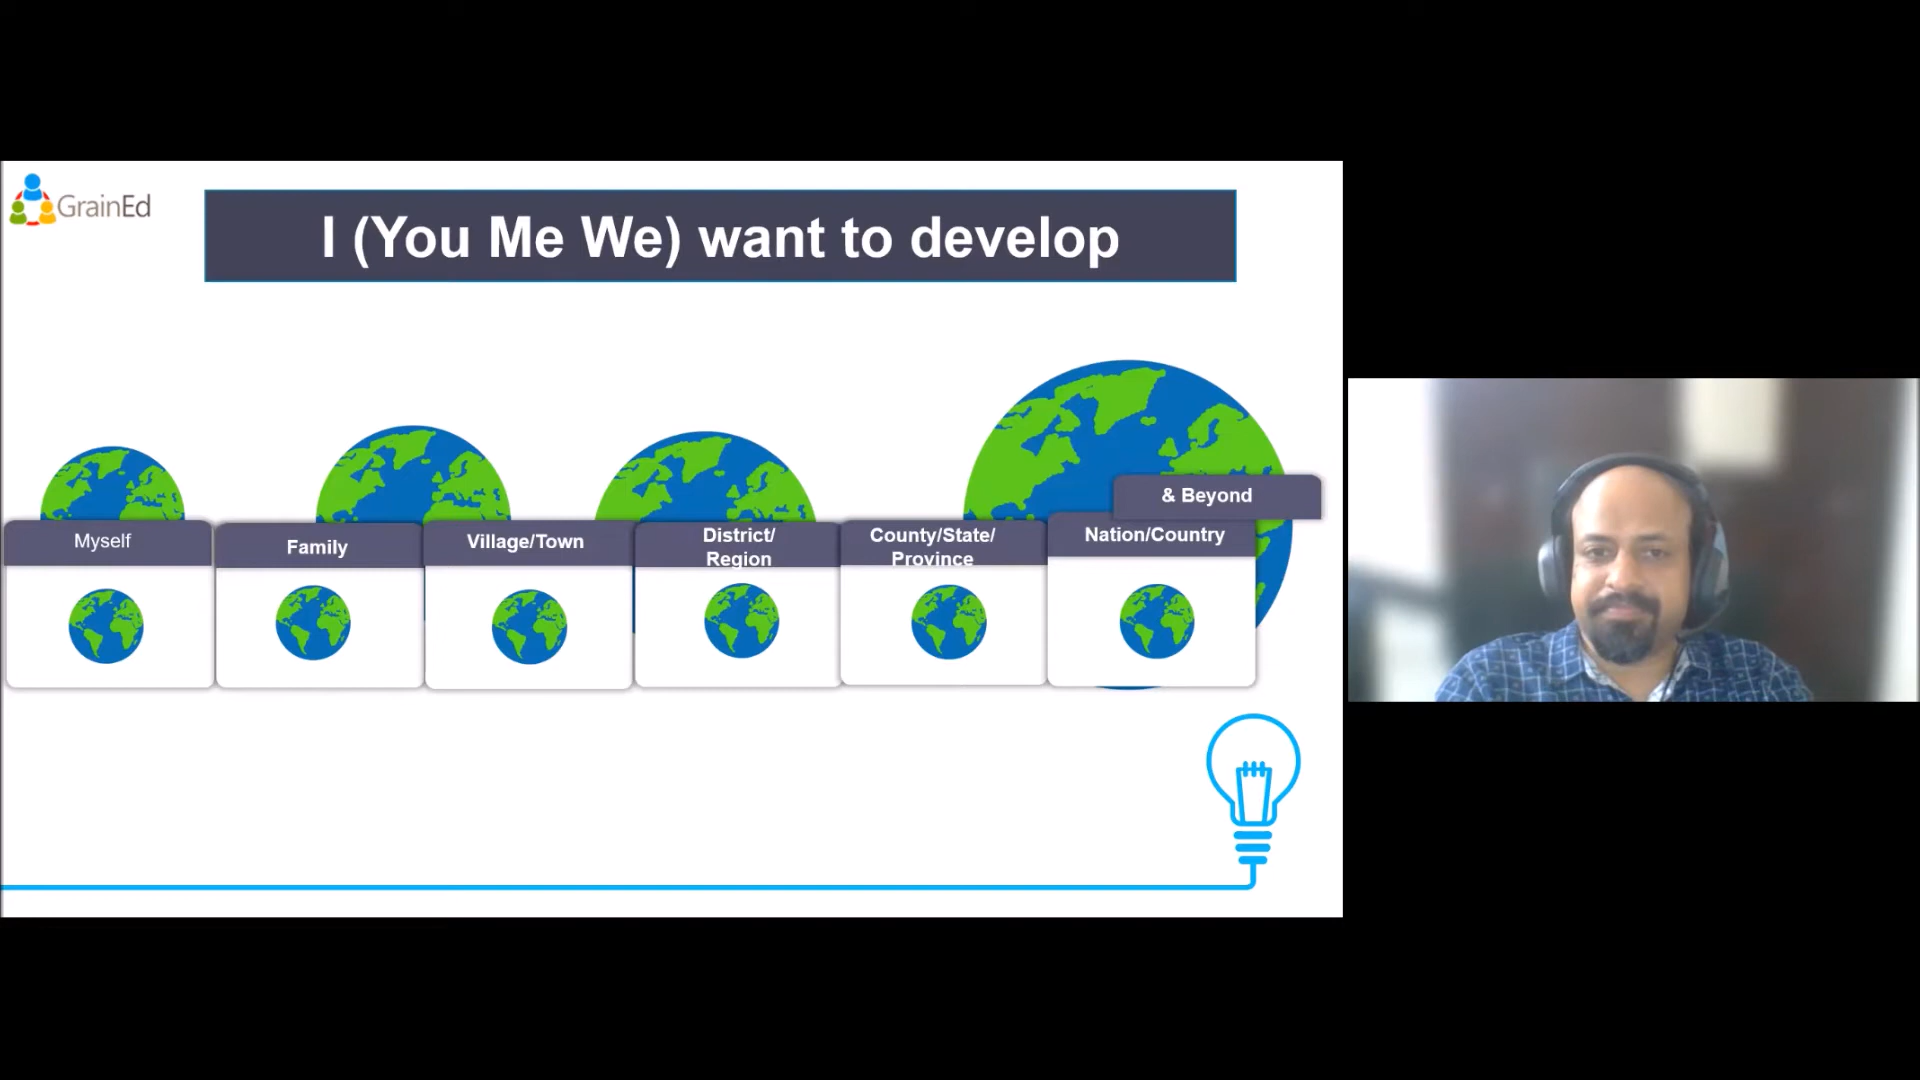 GrainEd
I (You Me We) want to develop
& Beyond
Myself
Family
Village/Town
District/
Region
County/State/
Province
Nation/Country